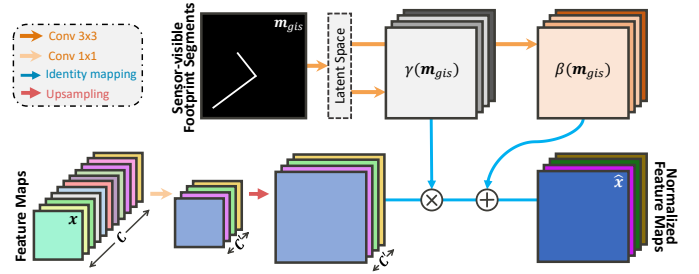 Conv 3x3
Conv 1x1
Identity mapping
Upsampling
Sensor-visible
Footprint Segments
m_gis
Latent Space
γ(m_gis)
β(m_gis)
Feature Maps
x
C
C'
C'
×
+
x̂
Normalized
Feature Maps